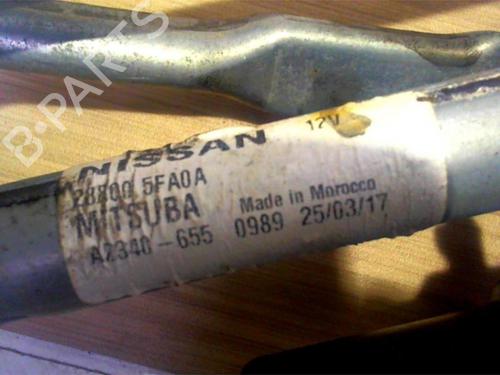 B-PARTS
NISSAN 12V
28800 5FA0A
MITSUBA Made in Morocco
A2340-655 0989 25/03/17